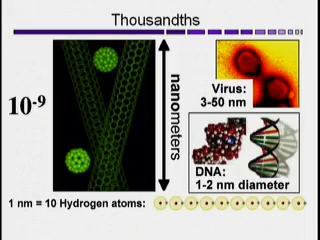 Thousandths
10-9
nanometers
Virus:
3-50 nm
DNA:
1-2 nm diameter
1 nm = 10 Hydrogen atoms: